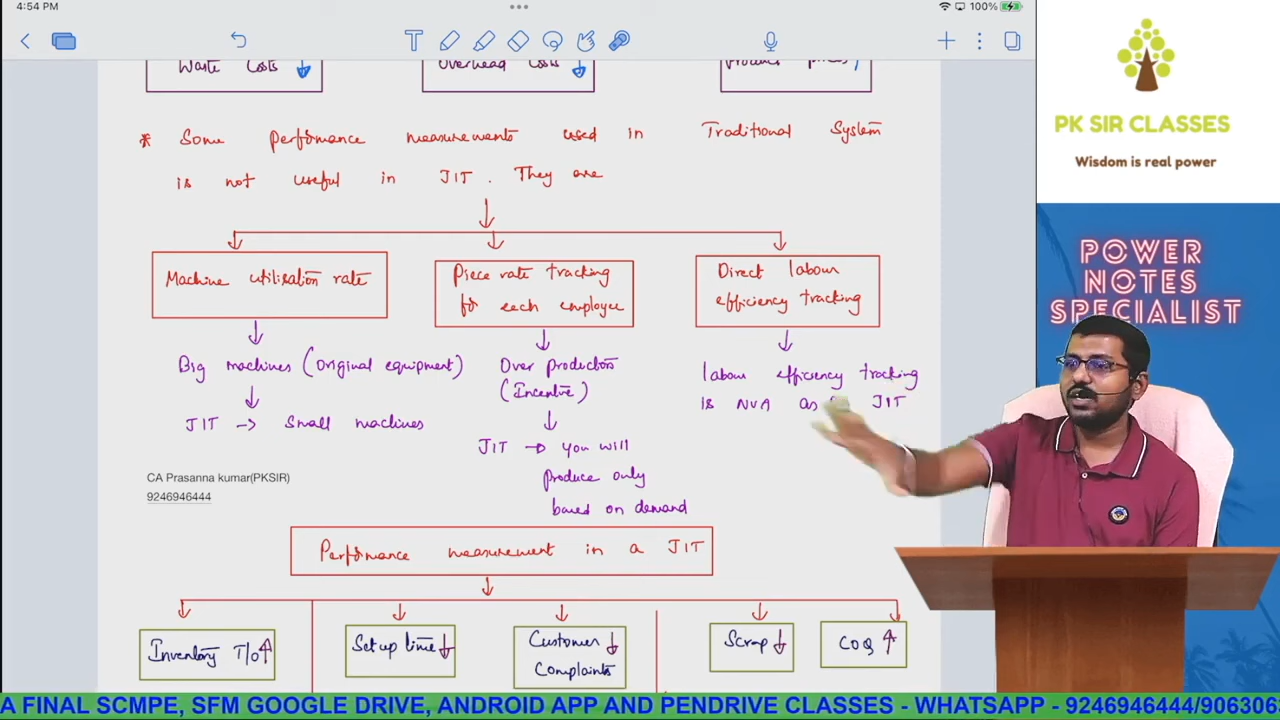 4:54 PM
100%
Waste Costs
Overhead Costs
Product prices
* Some performance measurements used in Traditional System
is not useful in JIT. They are
Machine utilisation rate
Piece rate tracking
for each employee
Direct labour
efficiency tracking
Big machines (Original equipment)
JIT → Small machines
Over Production
(Incentive)
JIT → you will
produce only
based on demand
labour efficiency tracking
is NVA as JIT
CA Prasanna kumar(PKSIR)
9246946444
Performance measurement in a JIT
Inventory T/o↑
Set up time↓
Customer
Complaints ↓
Scrap↓
COQ ↑
PK SIR CLASSES
Wisdom is real power
POWER
NOTES
SPECIALIST
A FINAL SCMPE, SFM GOOGLE DRIVE, ANDROID APP AND PENDRIVE CLASSES - WHATSAPP - 9246946444/906306